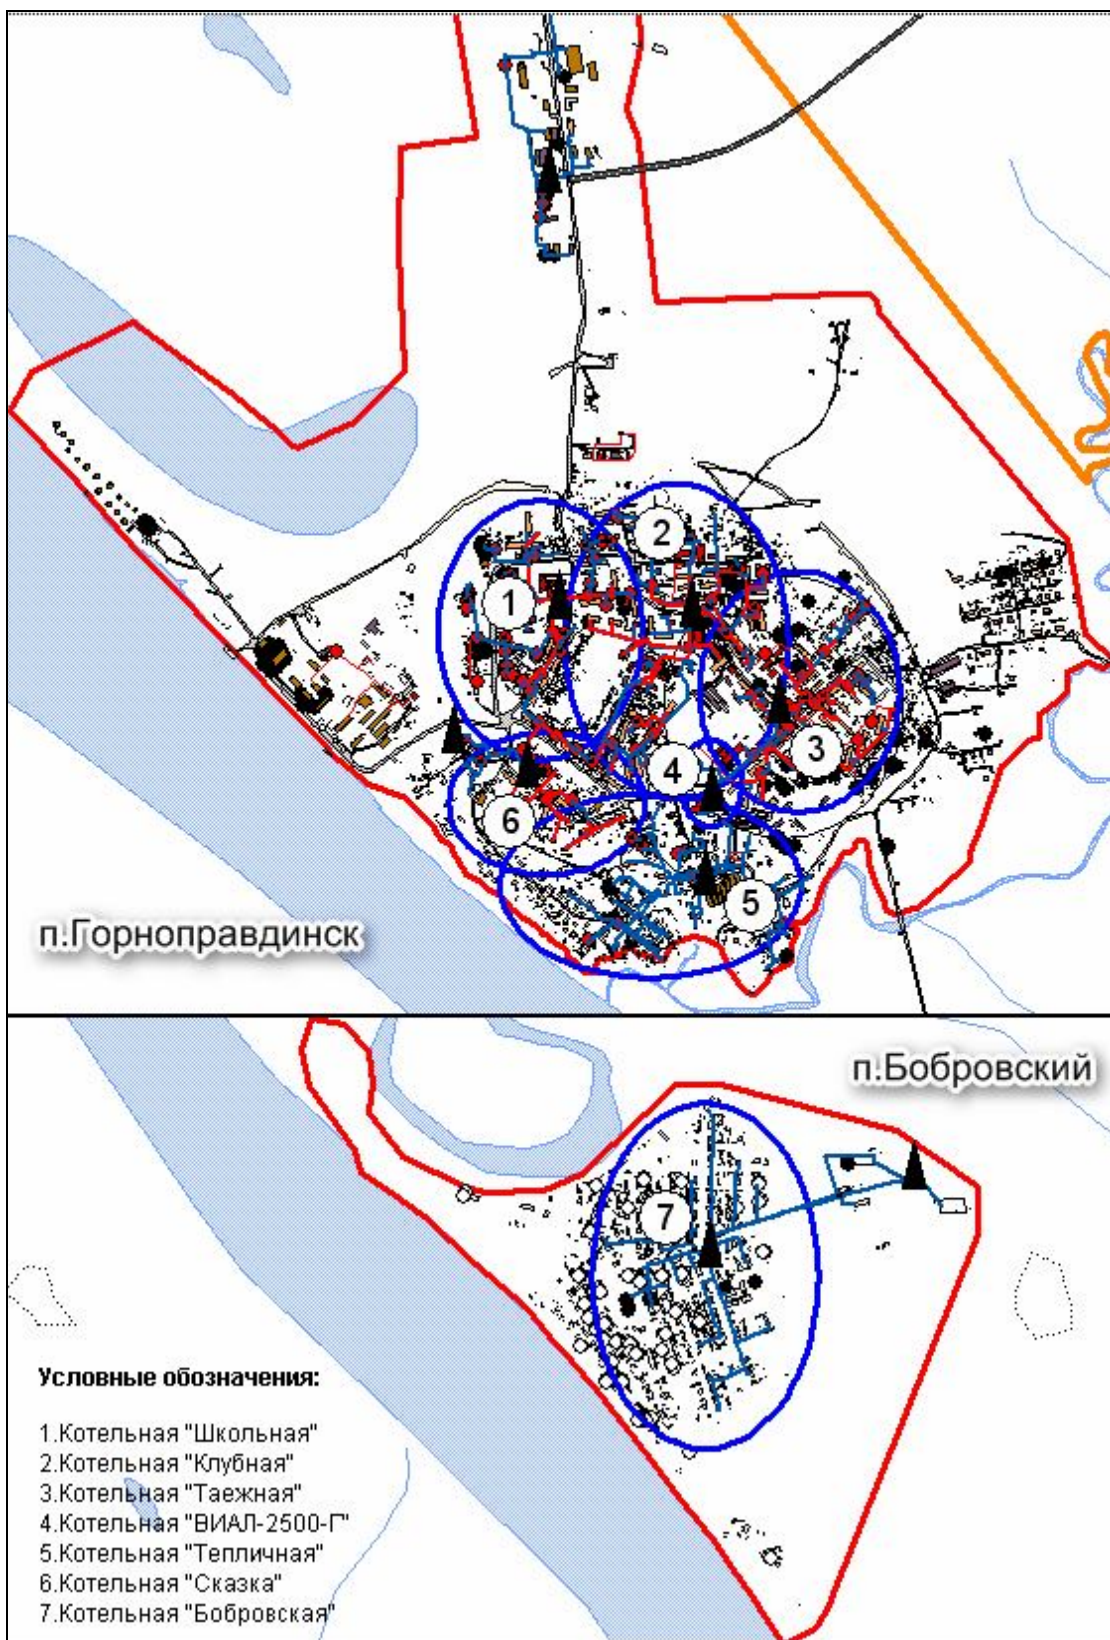 2
1
3
4
6
5
п.Горноправдинск
п.Бобровский
7
Условные обозначения:
1.Котельная "Школьная"
2.Котельная "Клубная"
3.Котельная "Таежная"
4.Котельная "ВИАЛ-2500-Г"
5.Котельная "Тепличная"
6.Котельная "Сказка"
7.Котельная "Бобровская"